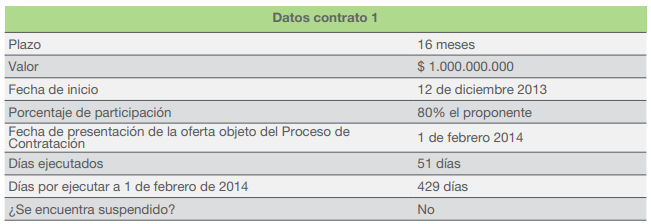 Datos contrato 1
Plazo 16 meses
Valor $ 1.000.000.000
Fecha de inicio 12 de diciembre 2013
Porcentaje de participación 80% el proponente
Fecha de presentación de la oferta objeto del Proceso de
Contratación 1 de febrero 2014
Días ejecutados 51 días
Días por ejecutar a 1 de febrero de 2014 429 días
¿Se encuentra suspendido? No